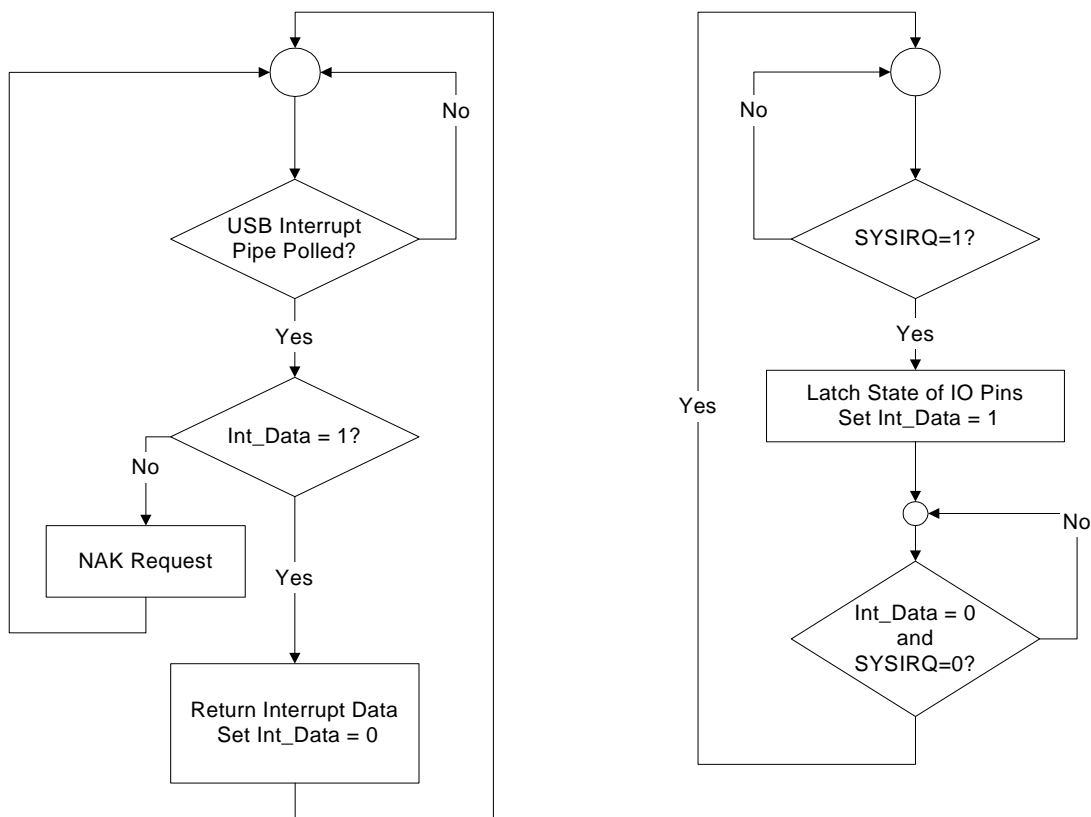 No
USB Interrupt
Pipe Polled?
Yes
Int_Data = 1?
No
NAK Request
Yes
Return Interrupt Data
Set Int_Data = 0
No
SYSIRQ=1?
Yes
Latch State of IO Pins
Set Int_Data = 1
Yes
No
Int_Data = 0
and
SYSIRQ=0?